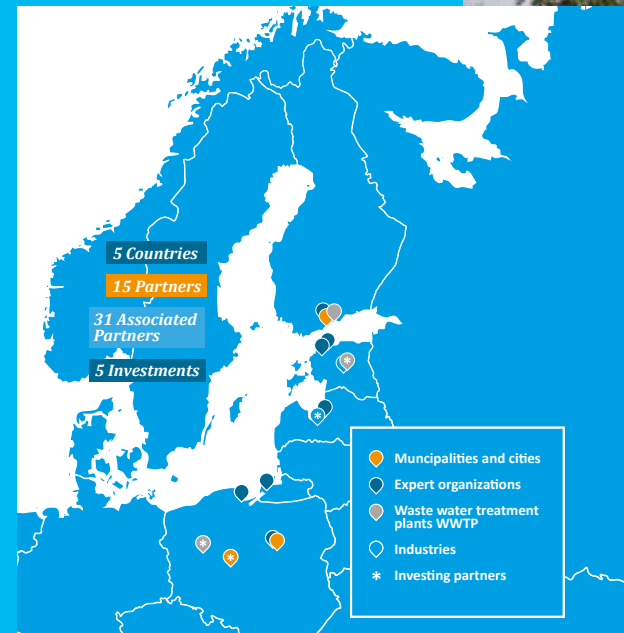 5 Countries
15 Partners
31 Associated
Partners
5 Investments
Muncipalities and cities
Expert organizations
Waste water treatment
plants WWTP
Industries
* Investing partners